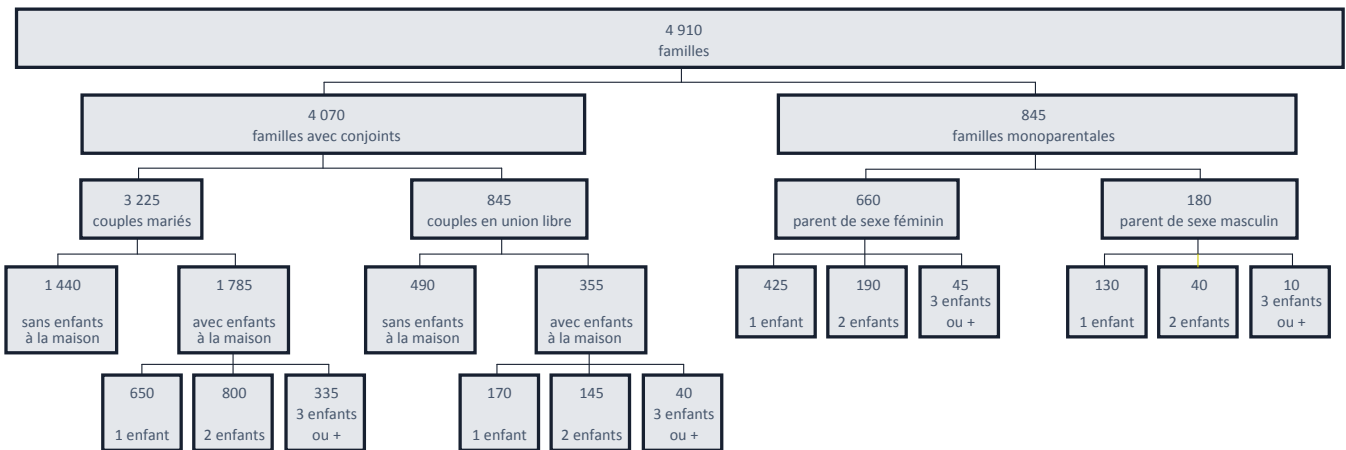 4 910
familles
4 070
familles avec conjoints
845
familles monoparentales
3 225
couples mariés
845
couples en union libre
660
parent de sexe féminin
180
parent de sexe masculin
1 440
sans enfants
à la maison
1 785
avec enfants
à la maison
490
sans enfants
à la maison
355
avec enfants
à la maison
425
1 enfant
190
2 enfants
45
3 enfants
ou +
130
1 enfant
40
2 enfants
10
3 enfants
ou +
650
1 enfant
800
2 enfants
335
3 enfants
ou +
170
1 enfant
145
2 enfants
40
3 enfants
ou +